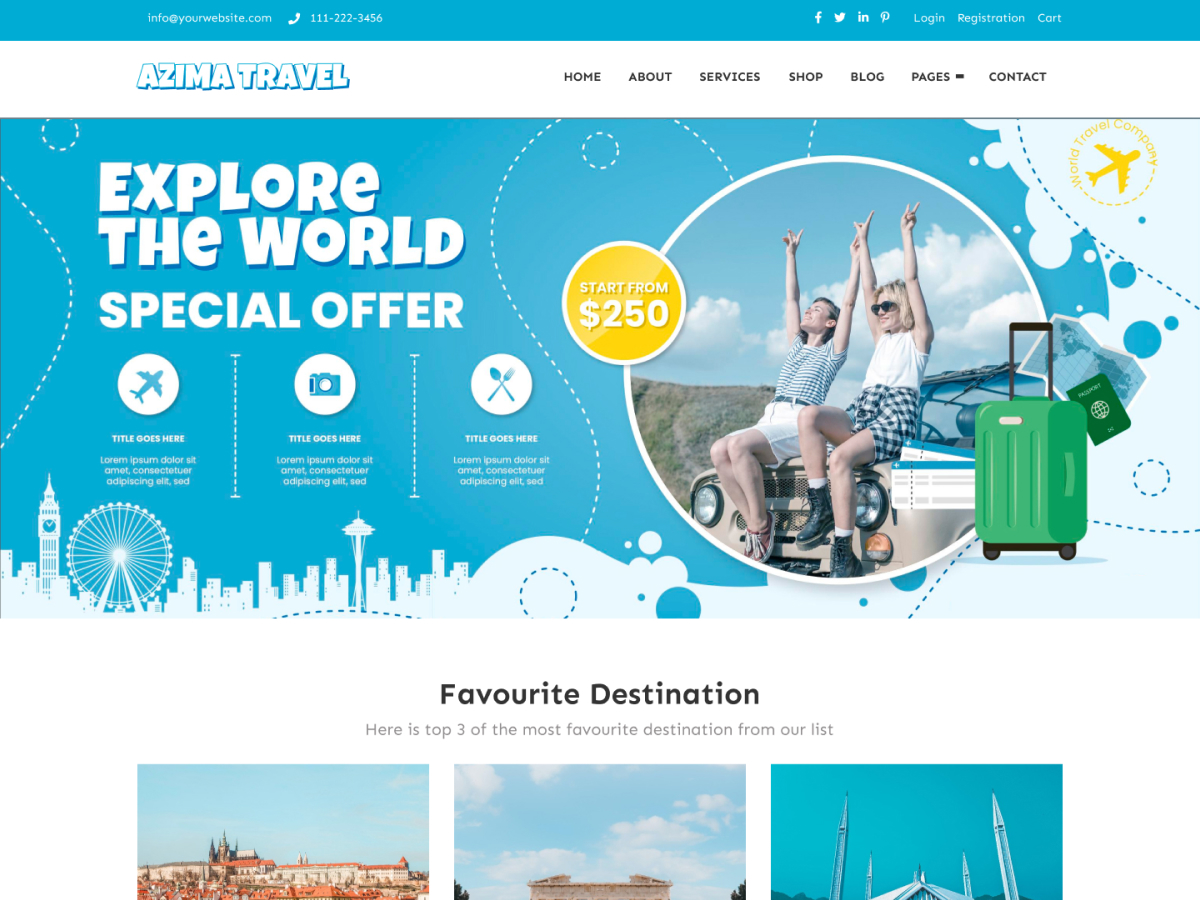 info@yourwebsite.com 111-222-3456 Login Registration Cart
AZIMA TRAVEL HOME ABOUT SERVICES SHOP BLOG PAGES CONTACT
World Travel Company
EXPLORe
THe WORLD
SPECIAL OFFER
START FROM
$250
PASSPORT
TITLE GOES HERE
Lorem ipsum dolor sit
amet, consectetuer
adipiscing elit, sed
TITLE GOES HERE
Lorem ipsum dolor sit
amet, consectetuer
adipiscing elit, sed
TITLE GOES HERE
Lorem ipsum dolor sit
amet, consectetuer
adipiscing elit, sed
Favourite Destination
Here is top 3 of the most favourite destination from our list